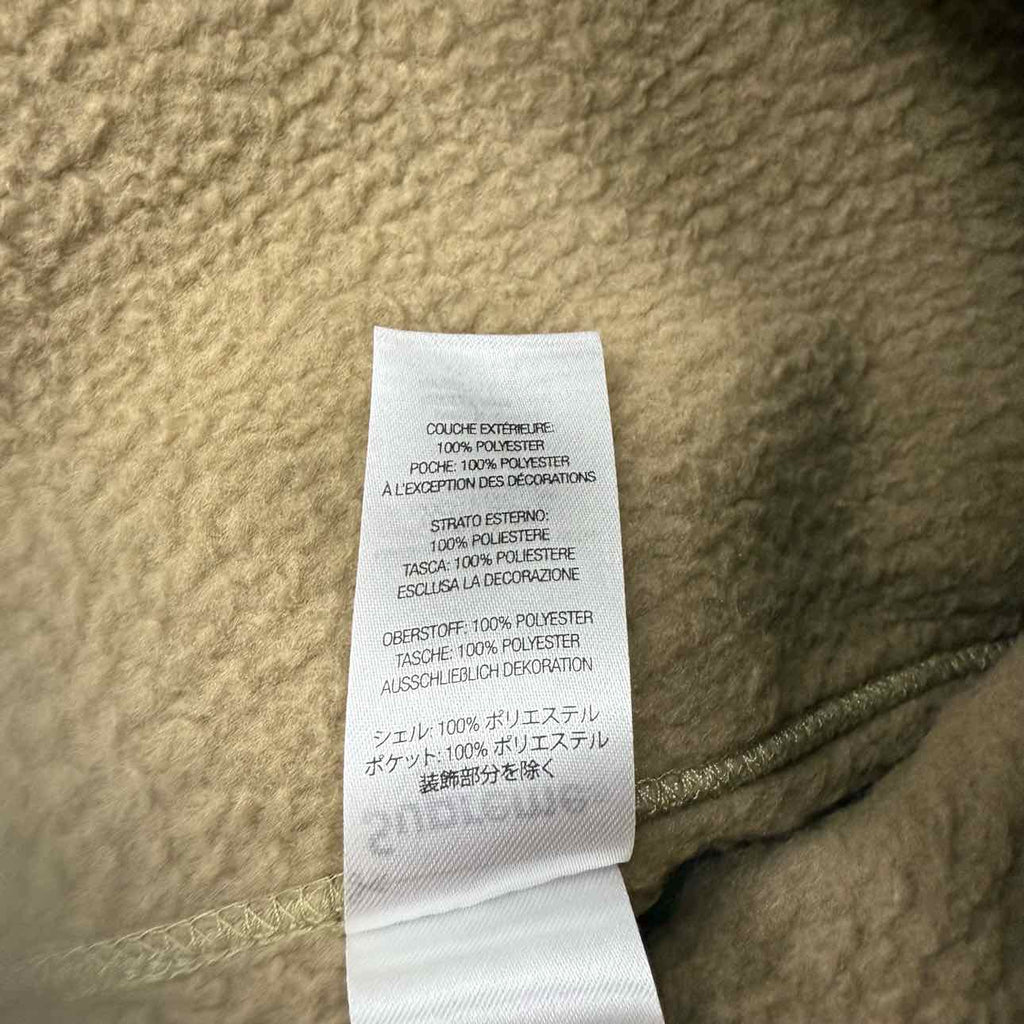 COUCHE EXTÉRIEURE:
100% POLYESTER
POCHE: 100% POLYESTER
À L'EXCEPTION DES DÉCORATIONS
STRATO ESTERNO:
100% POLIESTERE
TASCA: 100% POLIESTERE
ESCLUSA LA DECORAZIONE
OBERSTOFF: 100% POLYESTER
TASCHE: 100% POLYESTER
AUSSCHLIEßLICH DEKORATION
シェル: 100% ポリエステル
ポケット: 100% ポリエステル
装飾部分を除く